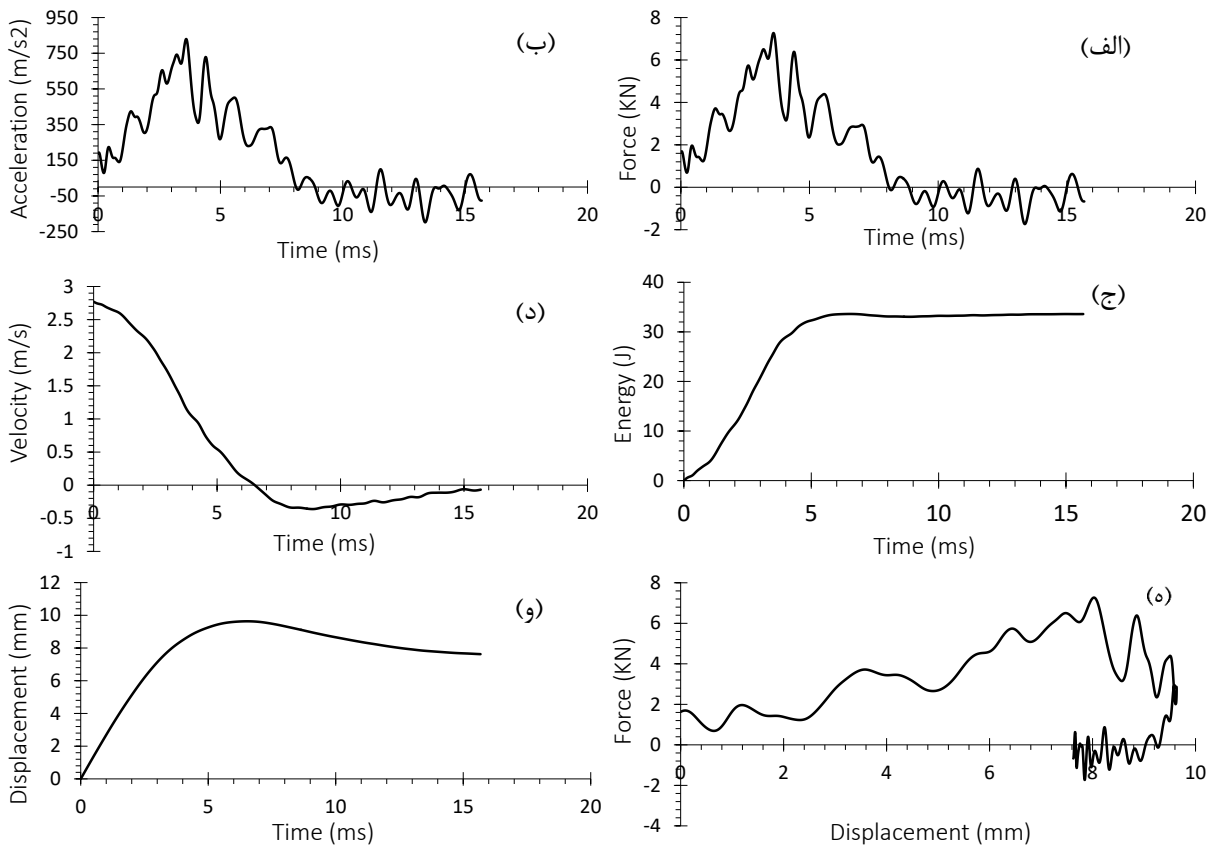 950
750
550
350
150
-50
-250
0 5 10 15 20
Acceleration (m/s2)
Time (ms)
(ب)
8
6
4
2
0
-2
0 5 10 15 20
Force (KN)
Time (ms)
(الف)
3
2.5
2
1.5
1
0.5
0
-0.5
-1
0 5 10 15 20
Velocity (m/s)
Time (ms)
(د)
40
30
20
10
0
0 5 10 15 20
Energy (J)
Time (ms)
(ج)
12
10
8
6
4
2
0
0 5 10 15 20
Displacement (mm)
Time (ms)
(و)
8
6
4
2
0
-2
-4
0 2 4 6 8 10
Force (KN)
Displacement (mm)
(ه)